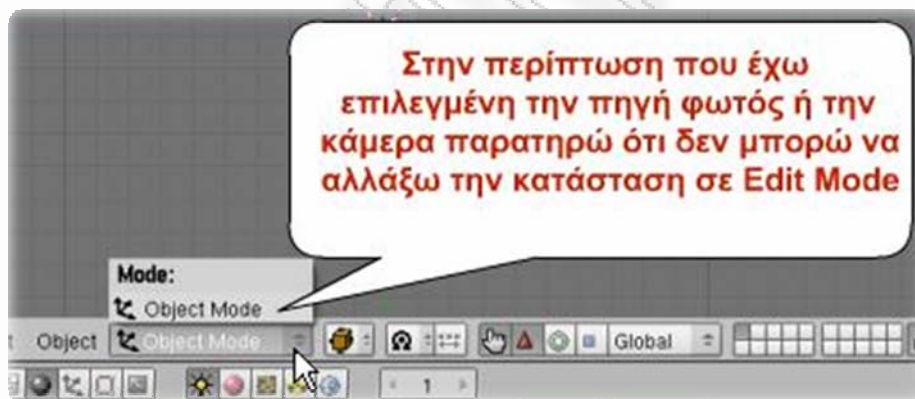 Στην περίπτωση που έχω
επιλεγμένη την πηγή φωτός ή την
κάμερα παρατηρώ ότι δεν μπορώ να
αλλάξω την κατάσταση σε Edit Mode
Mode:
Object Mode
Object Object Mode Global
1